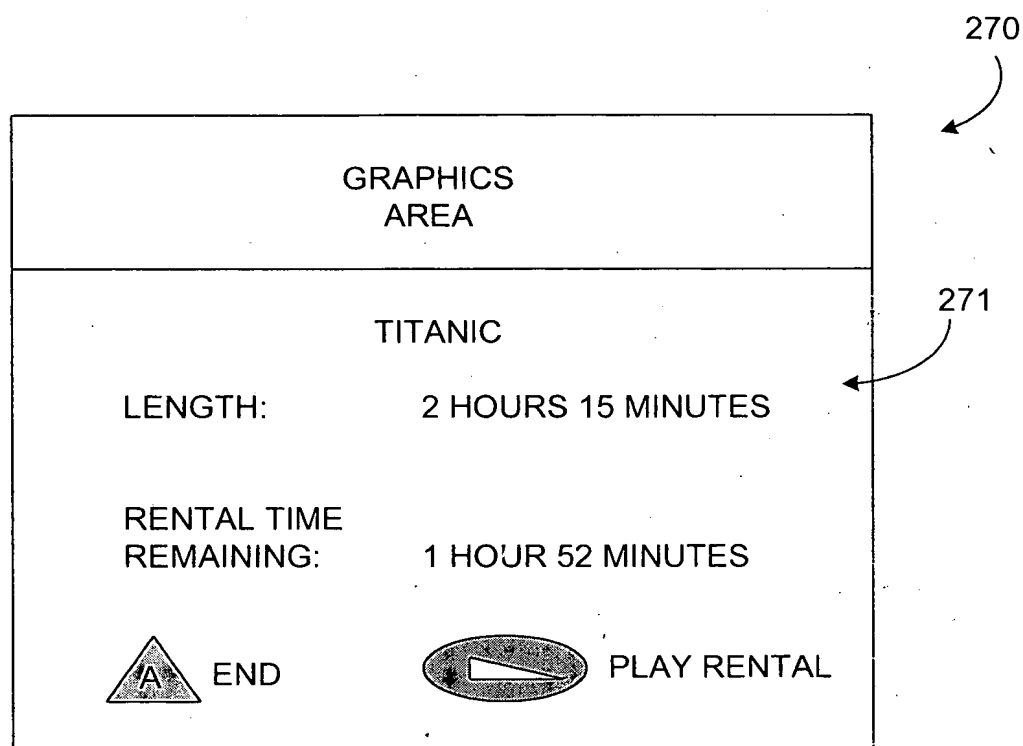 270
GRAPHICS
AREA
271
TITANIC
LENGTH: 2 HOURS 15 MINUTES
RENTAL TIME
REMAINING: 1 HOUR 52 MINUTES
A END PLAY RENTAL